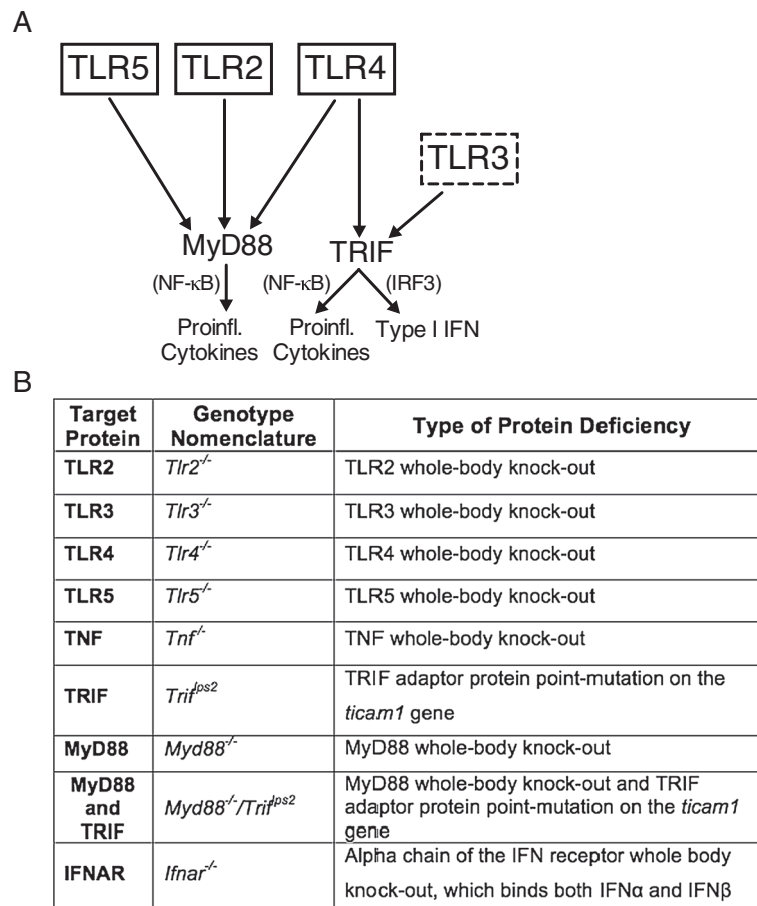 A
TLR5 TLR2 TLR4
TLR3
MyD88 TRIF
(NF-κB) (NF-κB) (IRF3)
Proinfl. Proinfl. Type I IFN
Cytokines Cytokines
B
Target Genotype Type of Protein Deficiency
Protein Nomenclature
TLR2 Tlr2-/- TLR2 whole-body knock-out
TLR3 Tlr3-/- TLR3 whole-body knock-out
TLR4 Tlr4-/- TLR4 whole-body knock-out
TLR5 Tlr5-/- TLR5 whole-body knock-out
TNF Tnf-/- TNF whole-body knock-out
TRIF Triflps2 TRIF adaptor protein point-mutation on the
ticam1 gene
MyD88 Myd88-/- MyD88 whole-body knock-out
MyD88 MyD88 whole-body knock-out and TRIF
and Myd88-/-/Triflps2 adaptor protein point-mutation on the ticam1
TRIF gene
IFNAR Ifnar-/- Alpha chain of the IFN receptor whole body
knock-out, which binds both IFNα and IFNβ